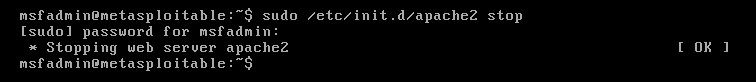 msfadmin@metasploitable:~$ sudo /etc/init.d/apache2 stop
[sudo] password for msfadmin:
 * Stopping web server apache2                                           [ OK ]
msfadmin@metasploitable:~$